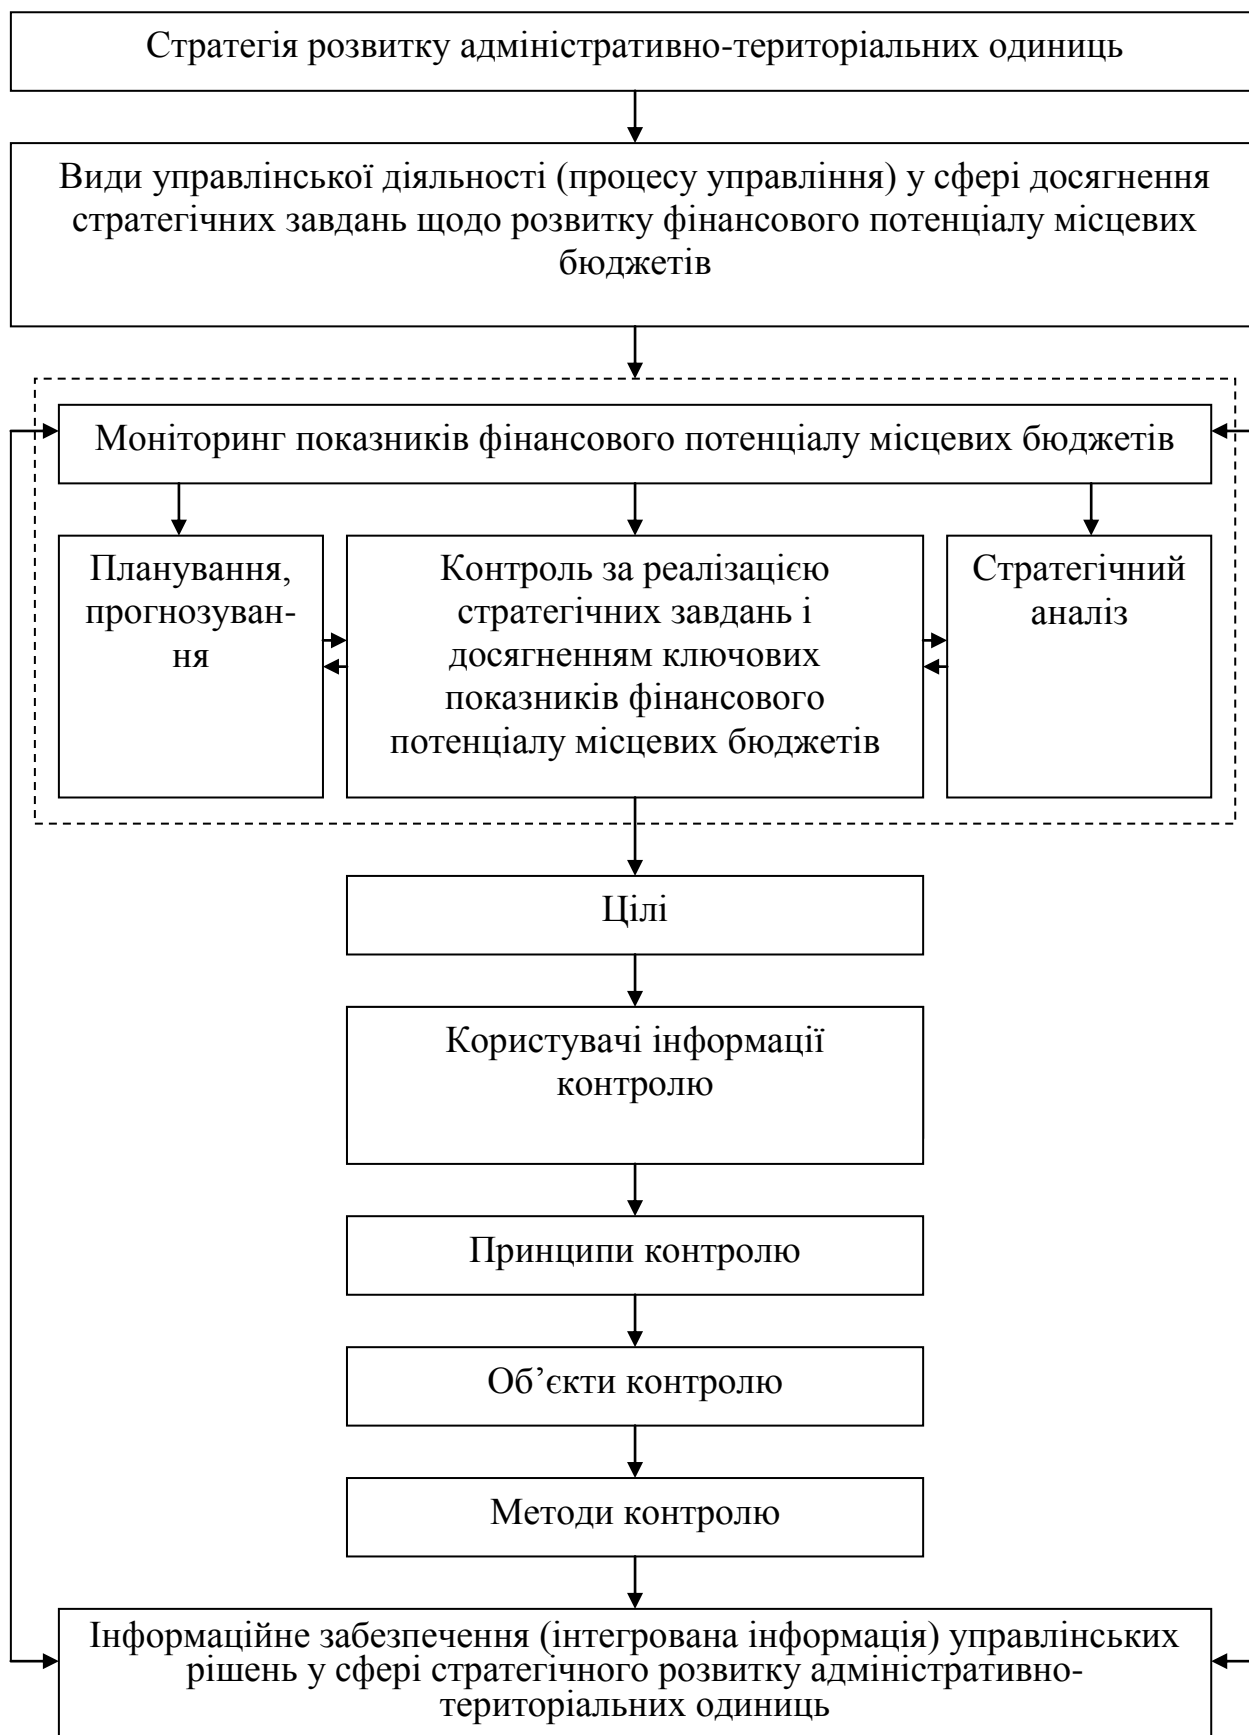 Стратегія розвитку адміністративно-територіальних одиниць
Види управлінської діяльності (процесу управління) у сфері досягнення
стратегічних завдань щодо розвитку фінансового потенціалу місцевих
бюджетів
Моніторинг показників фінансового потенціалу місцевих бюджетів
Планування,
прогнозуван-
ня
Контроль за реалізацією
стратегічних завдань і
досягненням ключових
показників фінансового
потенціалу місцевих бюджетів
Стратегічний
аналіз
Цілі
Користувачі інформації
контролю
Принципи контролю
Об’єкти контролю
Методи контролю
Інформаційне забезпечення (інтегрована інформація) управлінських
рішень у сфері стратегічного розвитку адміністративно-
територіальних одиниць